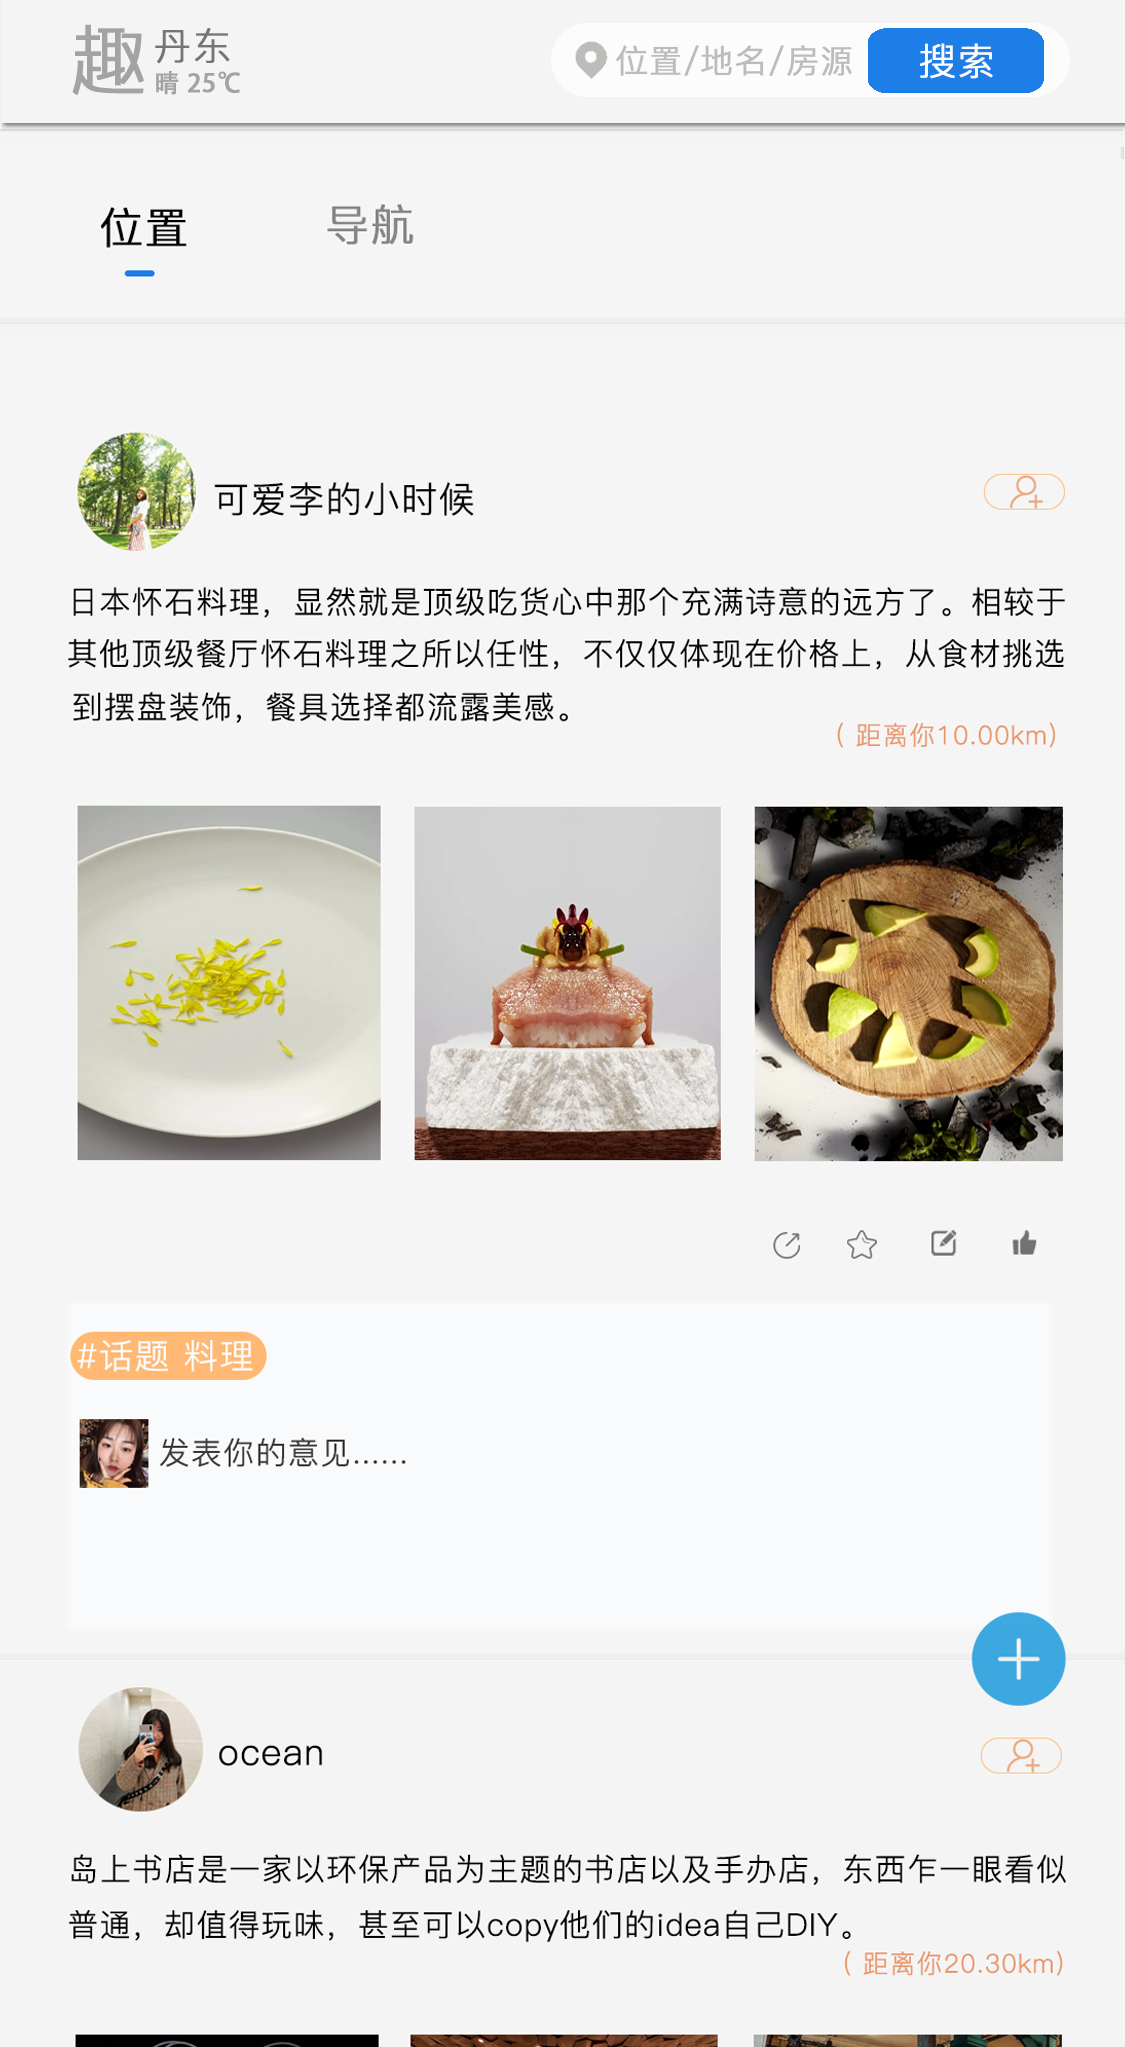 趣 丹东
晴 25℃
位置/地名/房源 搜索
位置 导航
可爱李的小时候
日本怀石料理，显然就是顶级吃货心中那个充满诗意的远方了。相较于
其他顶级餐厅怀石料理之所以任性，不仅仅体现在价格上，从食材挑选
到摆盘装饰，餐具选择都流露美感。
( 距离你10.00km)
#话题 料理
发表你的意见......
ocean
岛上书店是一家以环保产品为主题的书店以及手办店，东西乍一眼看似
普通，却值得玩味，甚至可以copy他们的idea自己DIY。
( 距离你20.30km)